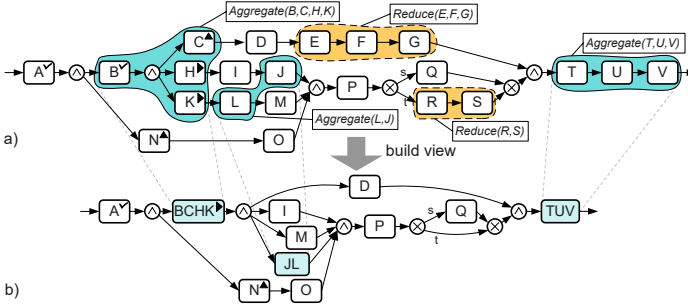 Aggregate(B,C,H,K)
Reduce(E,F,G)
C D E F G
Aggregate(T,U,V)
A B H I J s Q T U V
P
K L M t R S
Aggregate(L,J)
Reduce(R,S)
N O
a)
build view
D
A BCHK I s Q TUV
M P t
JL
N O
b)